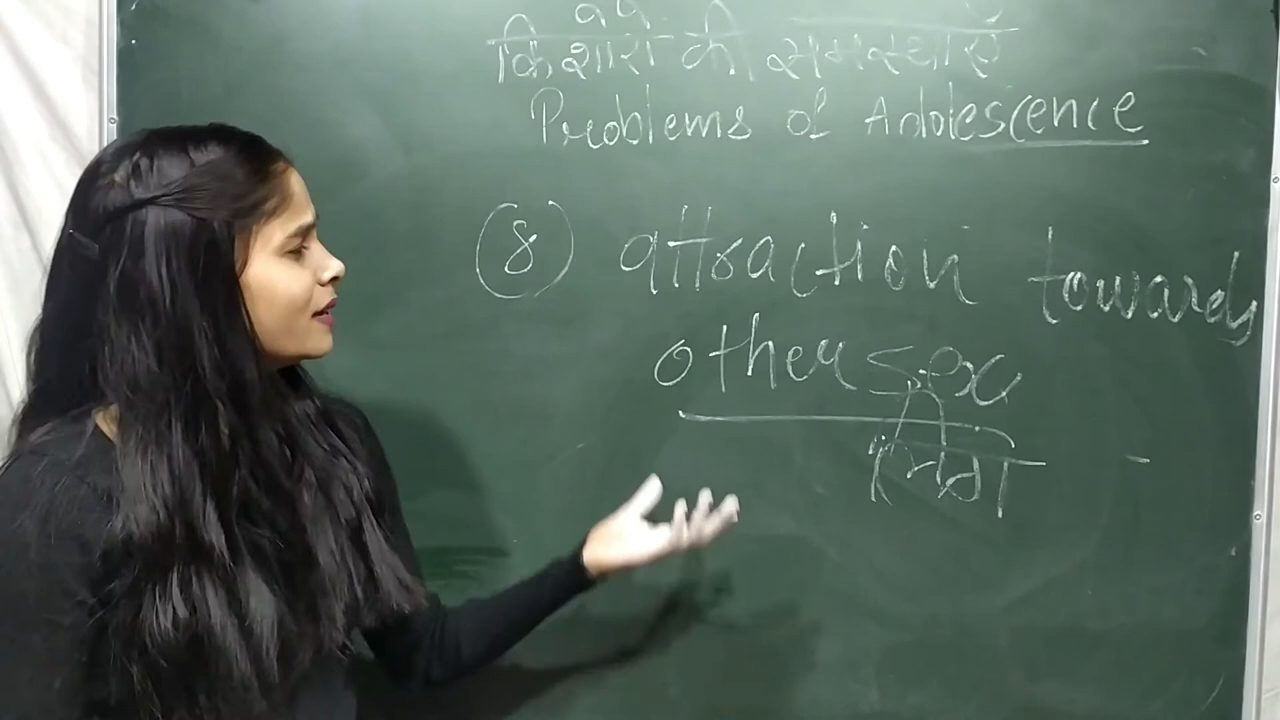 किशोरों की समस्याएं
Problems of Adolescence
(8) attraction towards
other sex